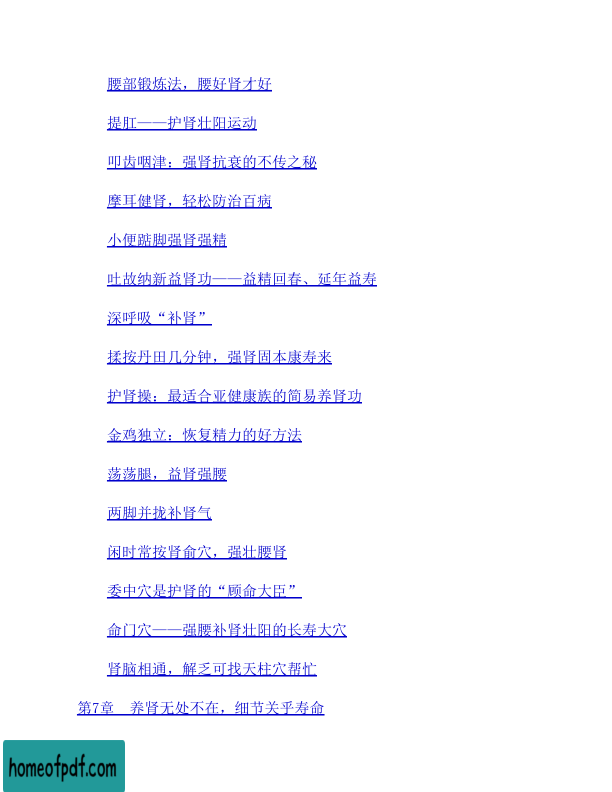 腰部锻炼法，腰好肾才好
提肛——护肾壮阳运动
叩齿咽津：强肾抗衰的不传之秘
摩耳健肾，轻松防治百病
小便踮脚强肾强精
吐故纳新益肾功——益精回春、延年益寿
深呼吸“补肾”
揉按丹田几分钟，强肾固本康寿来
护肾操：最适合亚健康族的简易养肾功
金鸡独立：恢复精力的好方法
荡荡腿，益肾强腰
两脚并拢补肾气
闲时常按肾俞穴，强壮腰肾
委中穴是护肾的“顾命大臣”
命门穴——强腰补肾壮阳的长寿大穴
肾脑相通，解乏可找天柱穴帮忙
第7章　养肾无处不在，细节关乎寿命
homeofpdf.com